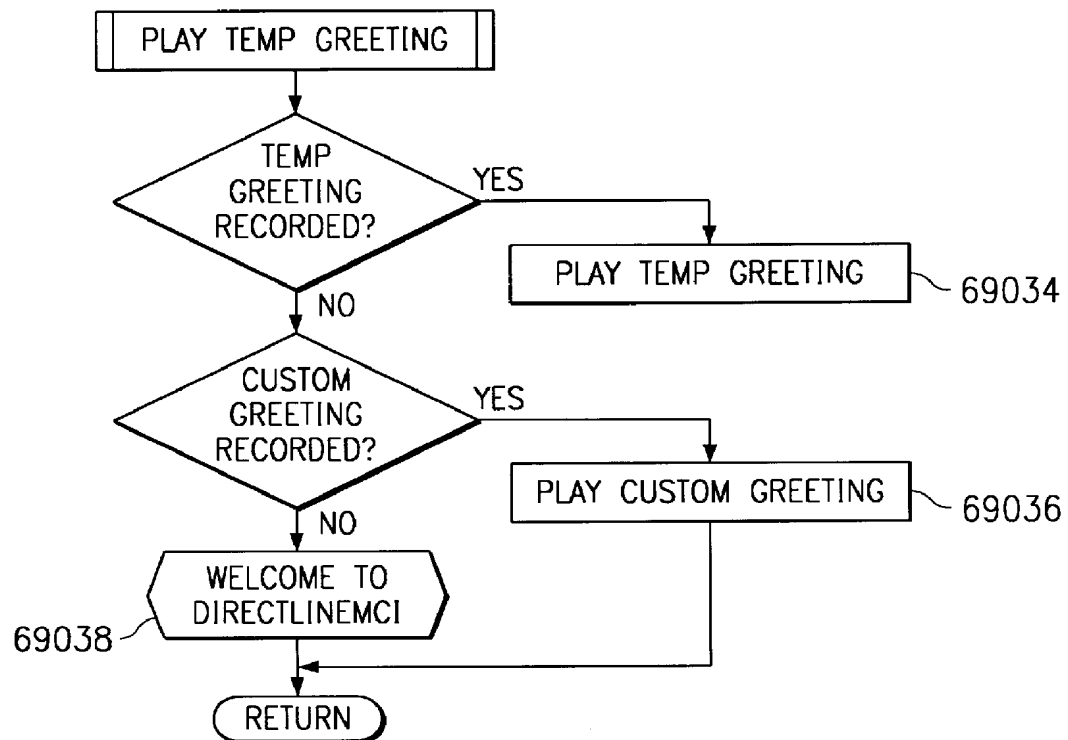 PLAY TEMP GREETING
TEMP
GREETING
RECORDED?
YES
PLAY TEMP GREETING
69034
NO
CUSTOM
GREETING
RECORDED?
YES
PLAY CUSTOM GREETING
69036
NO
WELCOME TO
DIRECTLINEMCI
69038
RETURN